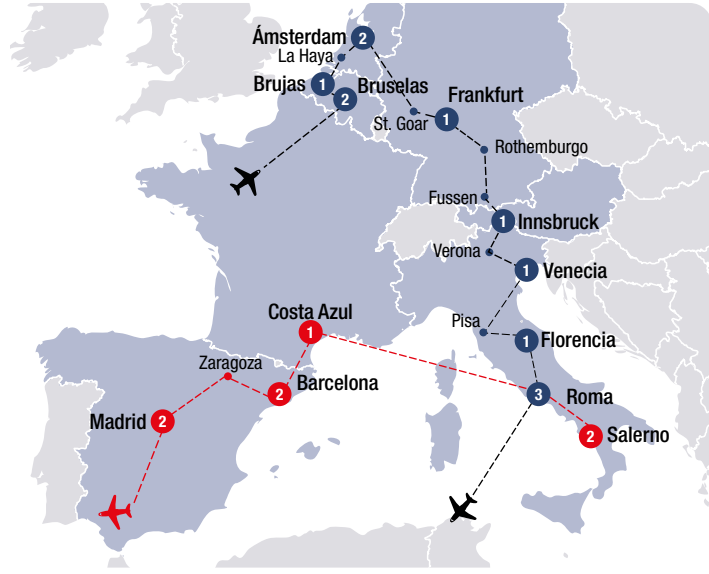 Ámsterdam 2
La Haya
Brujas 1
2 Bruselas
Frankfurt
1
St. Goar
Rothemburgo
Fussen
1 Innsbruck
Verona
1 Venecia
Costa Azul
1
Pisa
1 Florencia
Zaragoza
2 Barcelona
3 Roma
Madrid 2
2 Salerno